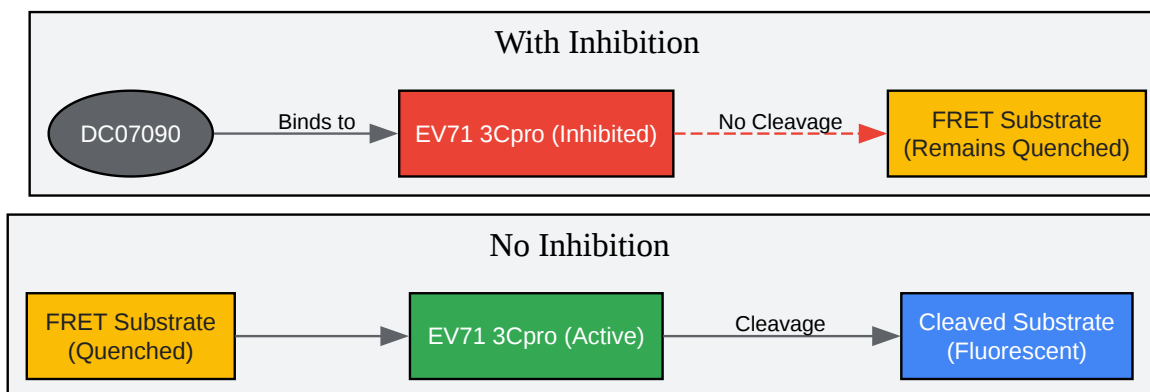 With Inhibition
DC07090
Binds to
EV71 3Cpro (Inhibited)
No Cleavage
FRET Substrate
(Remains Quenched)
No Inhibition
FRET Substrate
(Quenched)
EV71 3Cpro (Active)
Cleavage
Cleaved Substrate
(Fluorescent)